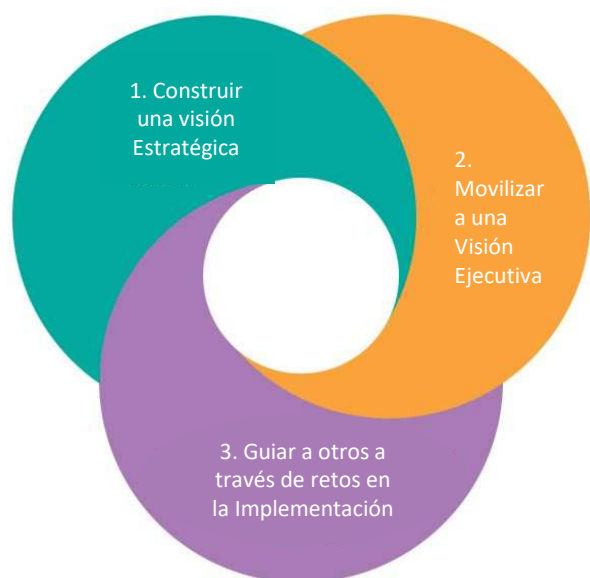 1. Construir
una visión
Estratégica
2.
Movilizar
a una
Visión
Ejecutiva
3. Guiar a otros a
través de retos en
la Implementación